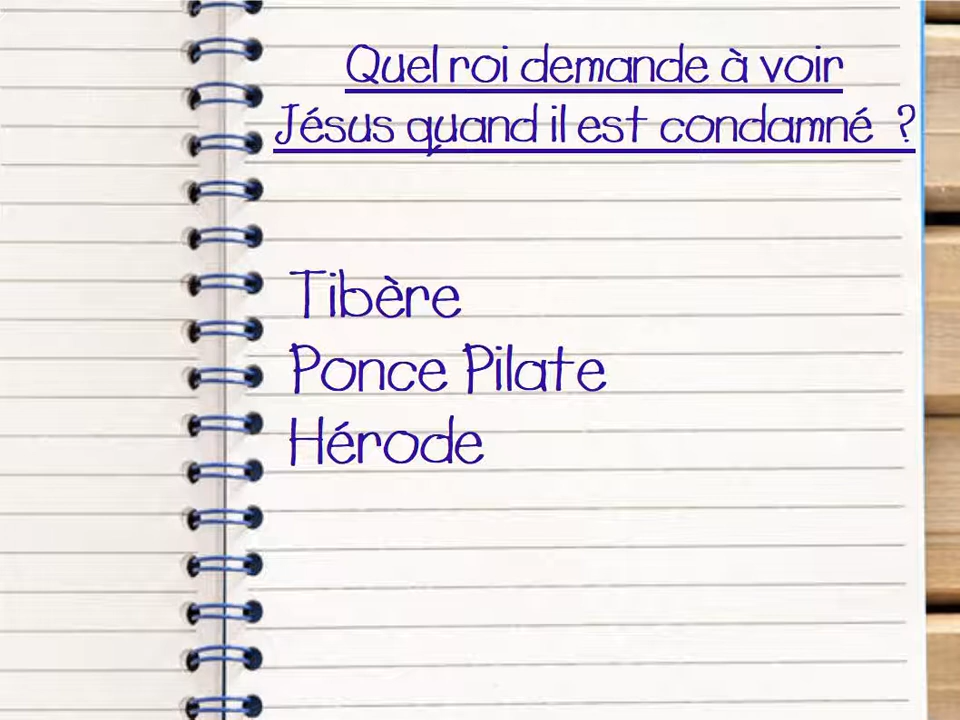 Quel roi demande à voir
Jésus quand il est condamné ?
Tibère
Ponce Pilate
Hérode